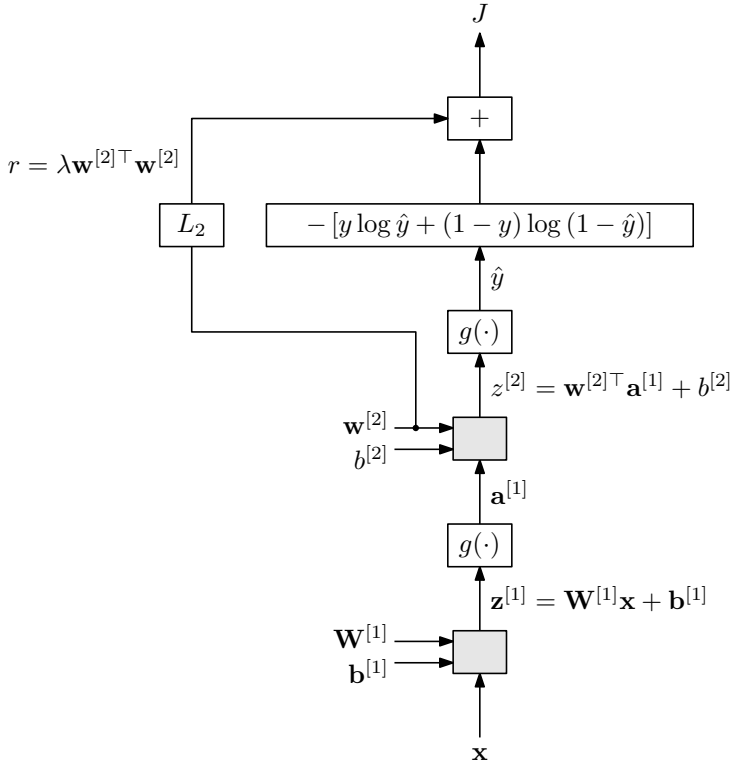 J
+
r = λw^{[2]⊤}w^{[2]}
L₂
− [y log ŷ + (1 − y) log (1 − ŷ)]
ŷ
g(·)
z^{[2]} = w^{[2]⊤}a^{[1]} + b^{[2]}
w^{[2]}
b^{[2]}
a^{[1]}
g(·)
z^{[1]} = W^{[1]}x + b^{[1]}
W^{[1]}
b^{[1]}
x